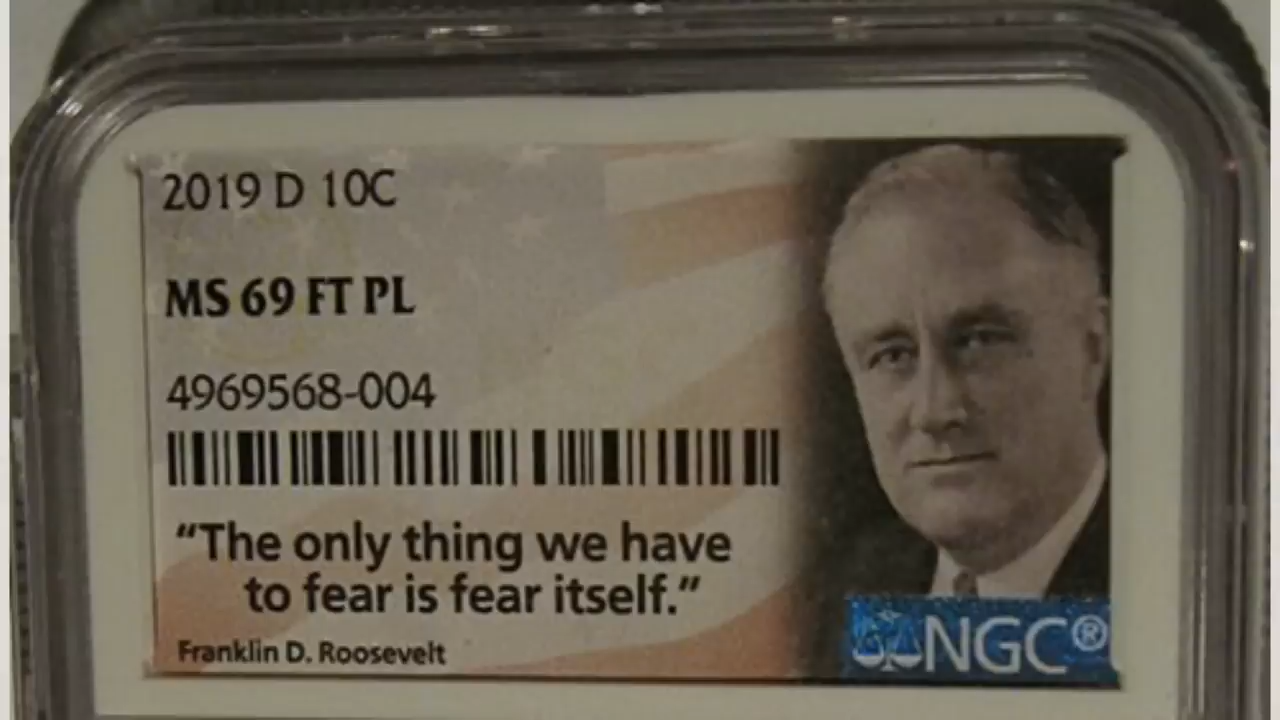 2019 D 10C
MS 69 FT PL
4969568-004
“The only thing we have
to fear is fear itself.”
Franklin D. Roosevelt
NGC®